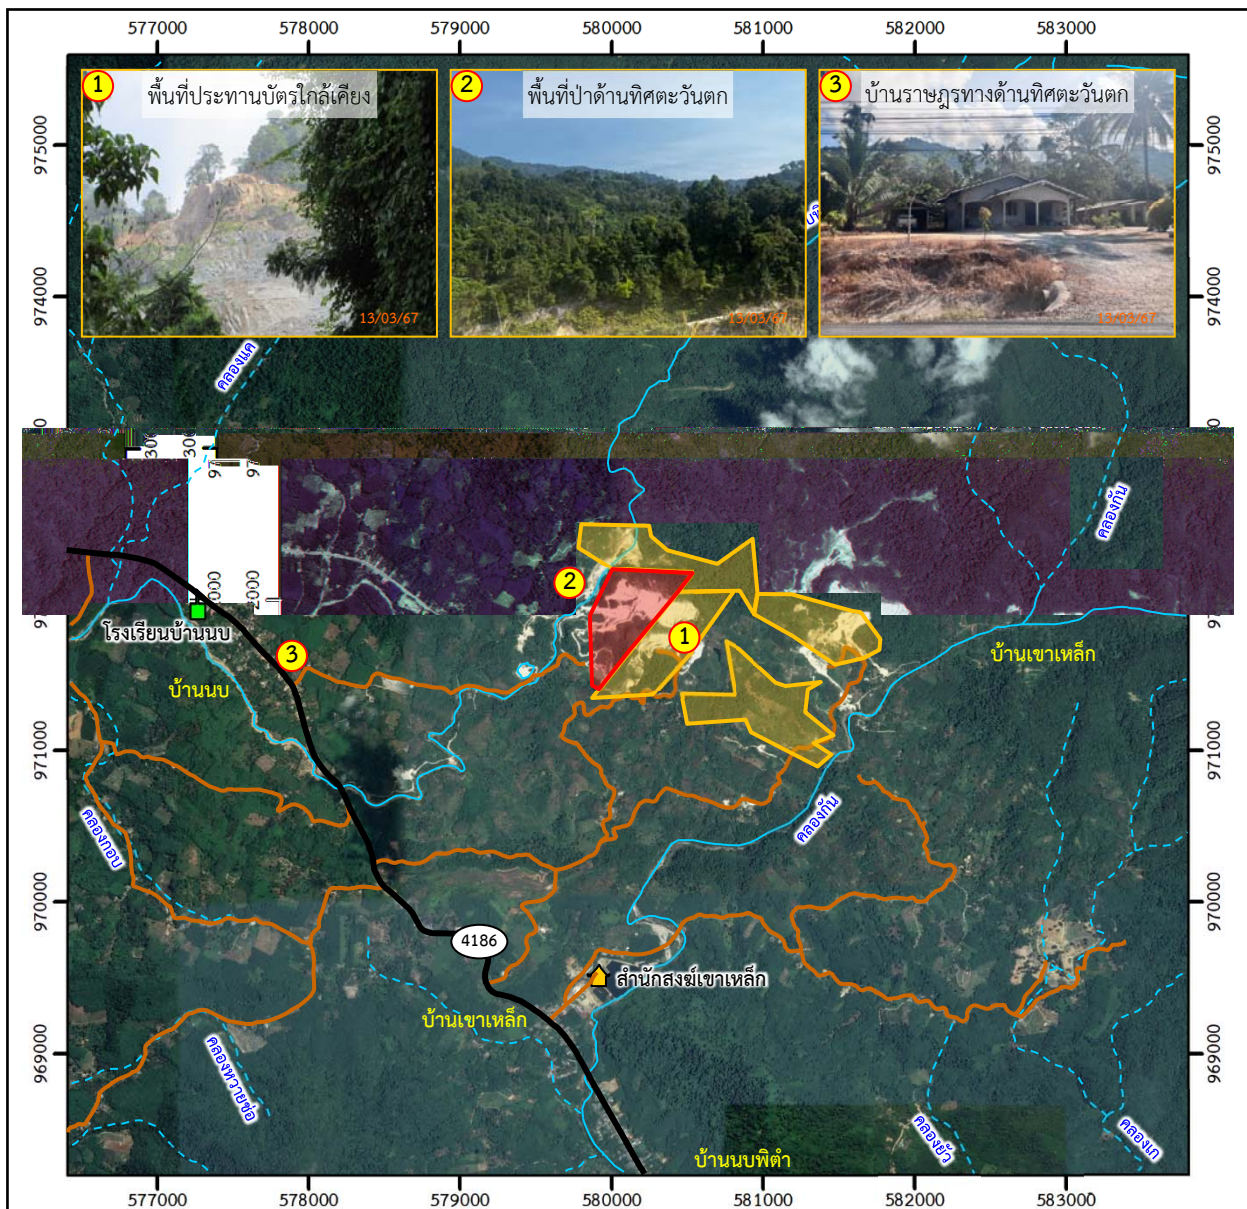 577000 578000 579000 580000 581000 582000 583000
1 พื้นที่ประทานบัตรใกล้เคียง
2 พื้นที่ป่าด้านทิศตะวันตก
3 บ้านราษฎรทางด้านทิศตะวันตก
13/03/67
13/03/67
13/03/67
975000
975000
974000
974000
คลองแค
คลองกัน
2
โรงเรียนบ้านนบ
3
1
บ้านนบ
บ้านเขาเหล็ก
971000
971000
คลองกอบ
คลองกัน
970000
970000
4186
สำนักสงฆ์เขาเหล็ก
บ้านเขาเหล็ก
969000
969000
คลองหวายช่อ
คลองยัว
คลองเก
บ้านนบพิตำ
577000 578000 579000 580000 581000 582000 583000